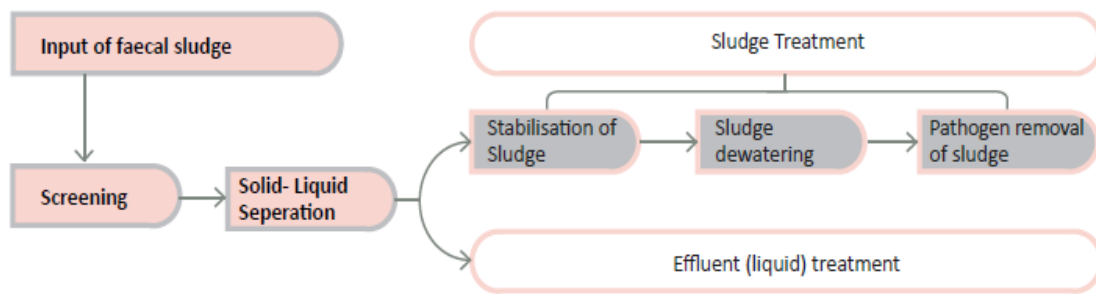 Input of faecal sludge
Sludge Treatment
Stabilisation of
Sludge
Sludge
dewatering
Pathogen removal
of sludge
Screening
Solid- Liquid
Seperation
Effluent (liquid) treatment